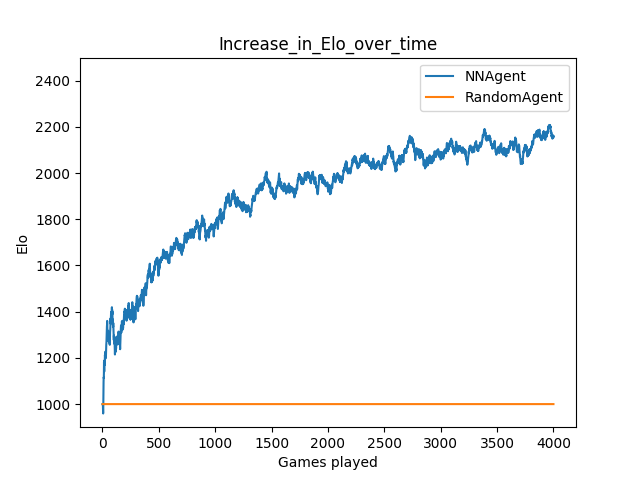 Increase_in_Elo_over_time
NNAgent
RandomAgent
2400
2200
2000
1800
1600
1400
1200
1000
Elo
0 500 1000 1500 2000 2500 3000 3500 4000
Games played